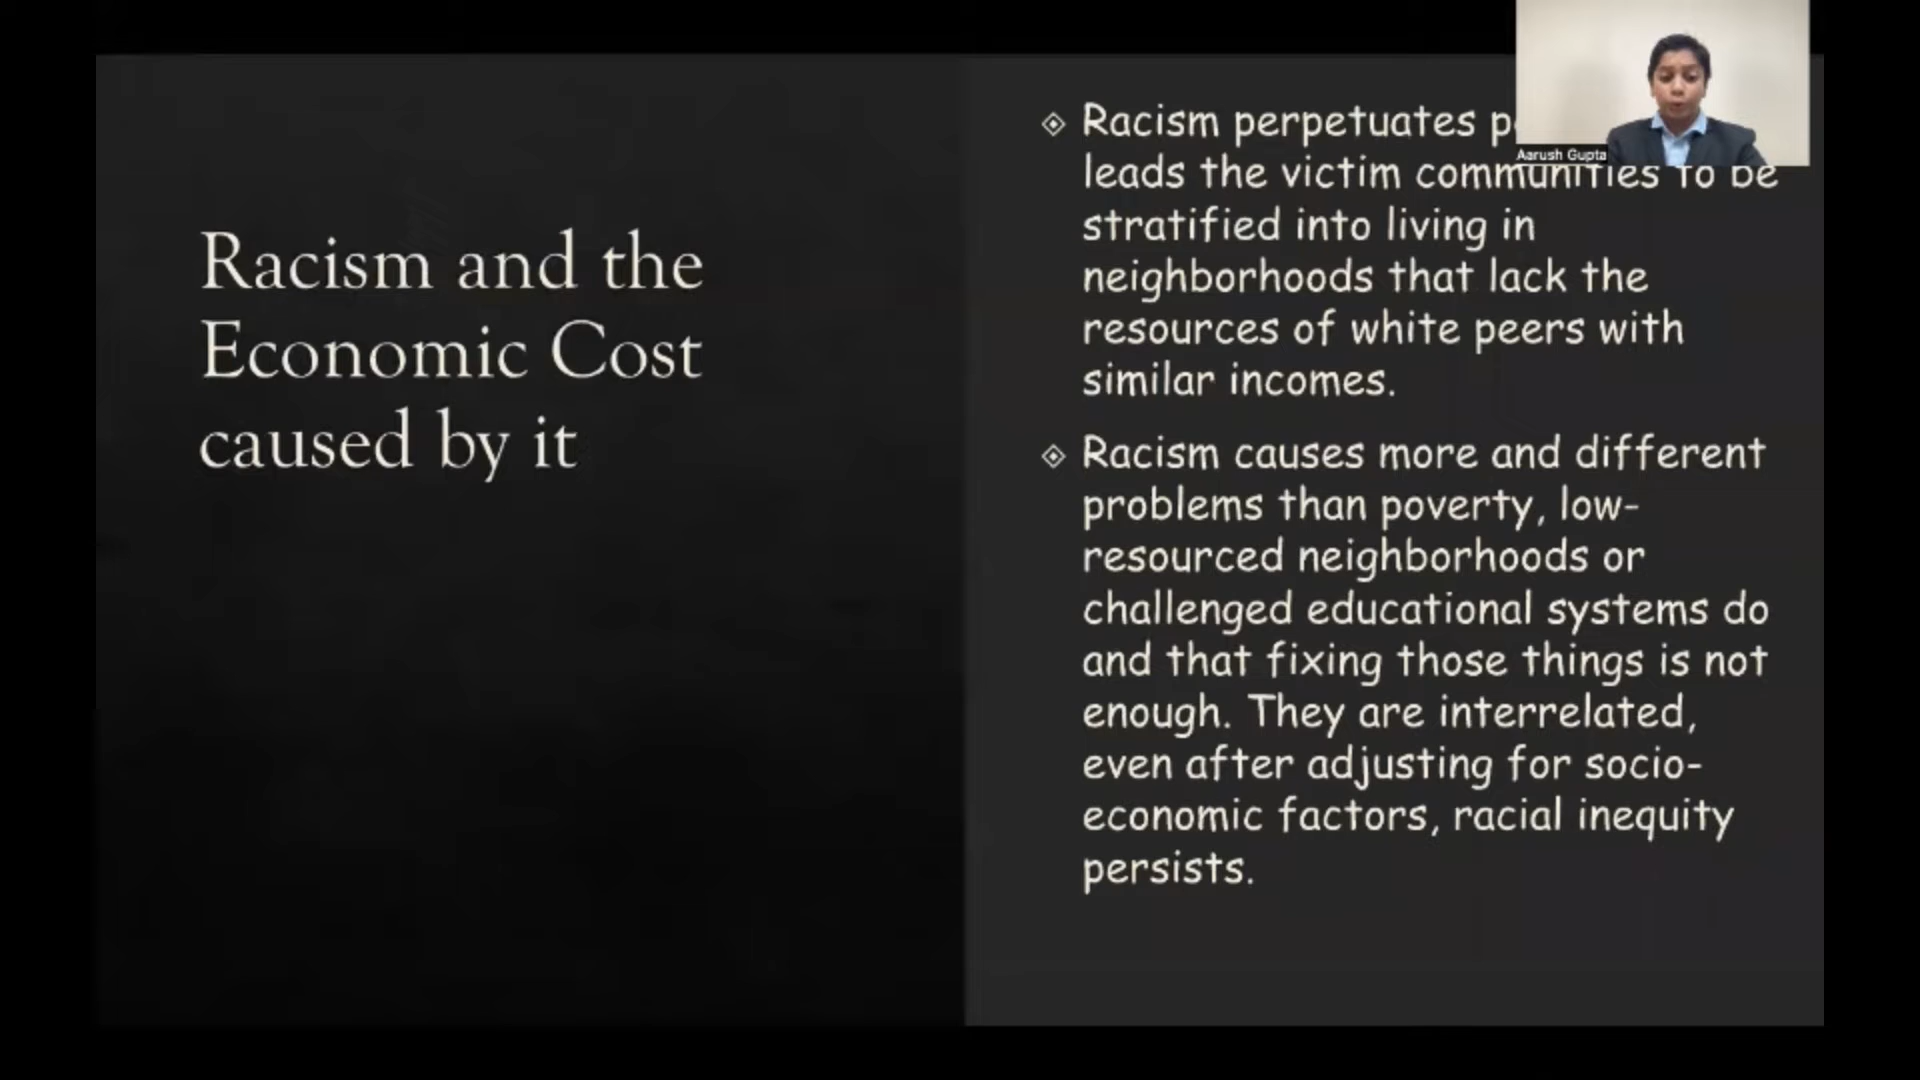 Racism and the
Economic Cost
caused by it
Racism perpetuates
leads the victim communities to be
stratified into living in
neighborhoods that lack the
resources of white peers with
similar incomes.
Racism causes more and different
problems than poverty, low-
resourced neighborhoods or
challenged educational systems do
and that fixing those things is not
enough. They are interrelated,
even after adjusting for socio-
economic factors, racial inequity
persists.
Aarush Gupta